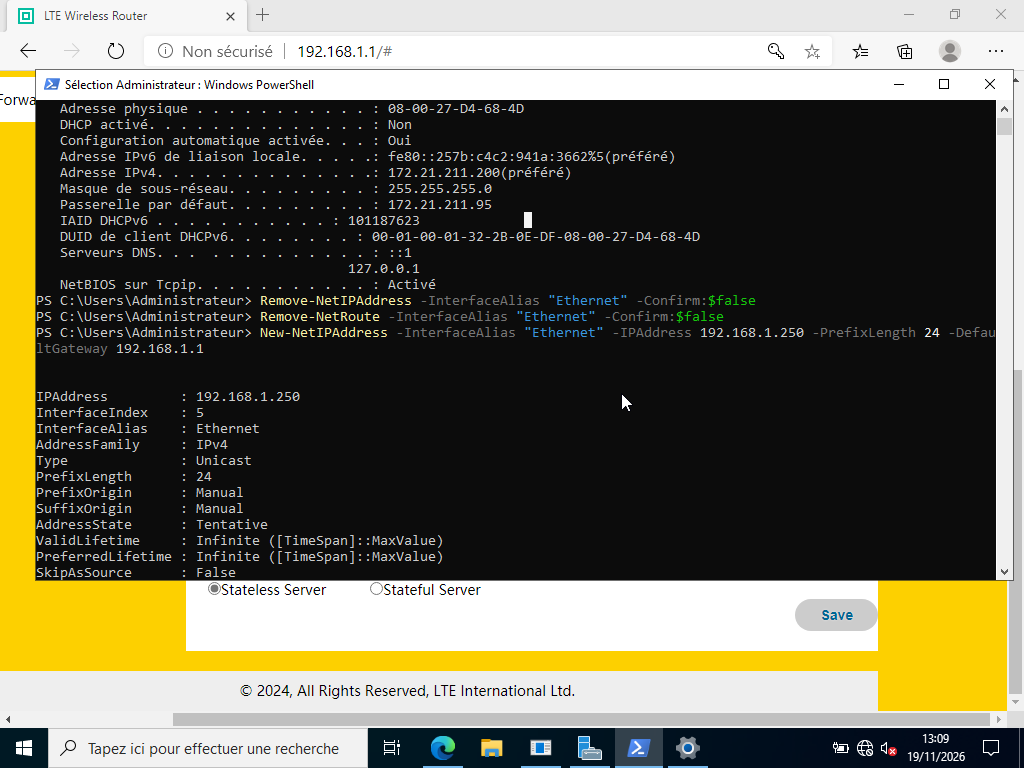 LTE Wireless Router
Non sécurisé
192.168.1.1/#
Forwa
Sélection Administrateur : Windows PowerShell
Adresse physique . . . . . . . . . . . : 08-00-27-D4-68-4D
DHCP activé. . . . . . . . . . . . . . : Non
Configuration automatique activée. . . : Oui
Adresse IPv6 de liaison locale. . . . .: fe80::257b:c4c2:941a:3662%5(préféré)
Adresse IPv4. . . . . . . . . . . . . .: 172.21.211.200(préféré)
Masque de sous-réseau. . . . . . . . . : 255.255.255.0
Passerelle par défaut. . . . . . . . . : 172.21.211.95
IAID DHCPv6 . . . . . . . . . . . : 101187623
DUID de client DHCPv6. . . . . . . . : 00-01-00-01-32-2B-0E-DF-08-00-27-D4-68-4D
Serveurs DNS. . . . . . . . . . . . . : ::1
127.0.0.1
NetBIOS sur Tcpip. . . . . . . . . . . : Activé
PS C:\Users\Administrateur> Remove-NetIPAddress -InterfaceAlias "Ethernet" -Confirm:$false
PS C:\Users\Administrateur> Remove-NetRoute -InterfaceAlias "Ethernet" -Confirm:$false
PS C:\Users\Administrateur> New-NetIPAddress -InterfaceAlias "Ethernet" -IPAddress 192.168.1.250 -PrefixLength 24 -Defau
ltGateway 192.168.1.1
IPAddress : 192.168.1.250
InterfaceIndex : 5
InterfaceAlias : Ethernet
AddressFamily : IPv4
Type : Unicast
PrefixLength : 24
PrefixOrigin : Manual
SuffixOrigin : Manual
AddressState : Tentative
ValidLifetime : Infinite ([TimeSpan]::MaxValue)
PreferredLifetime : Infinite ([TimeSpan]::MaxValue)
SkipAsSource : False
Stateless Server
Stateful Server
Save
© 2024, All Rights Reserved, LTE International Ltd.
Tapez ici pour effectuer une recherche
13:09
19/11/2026